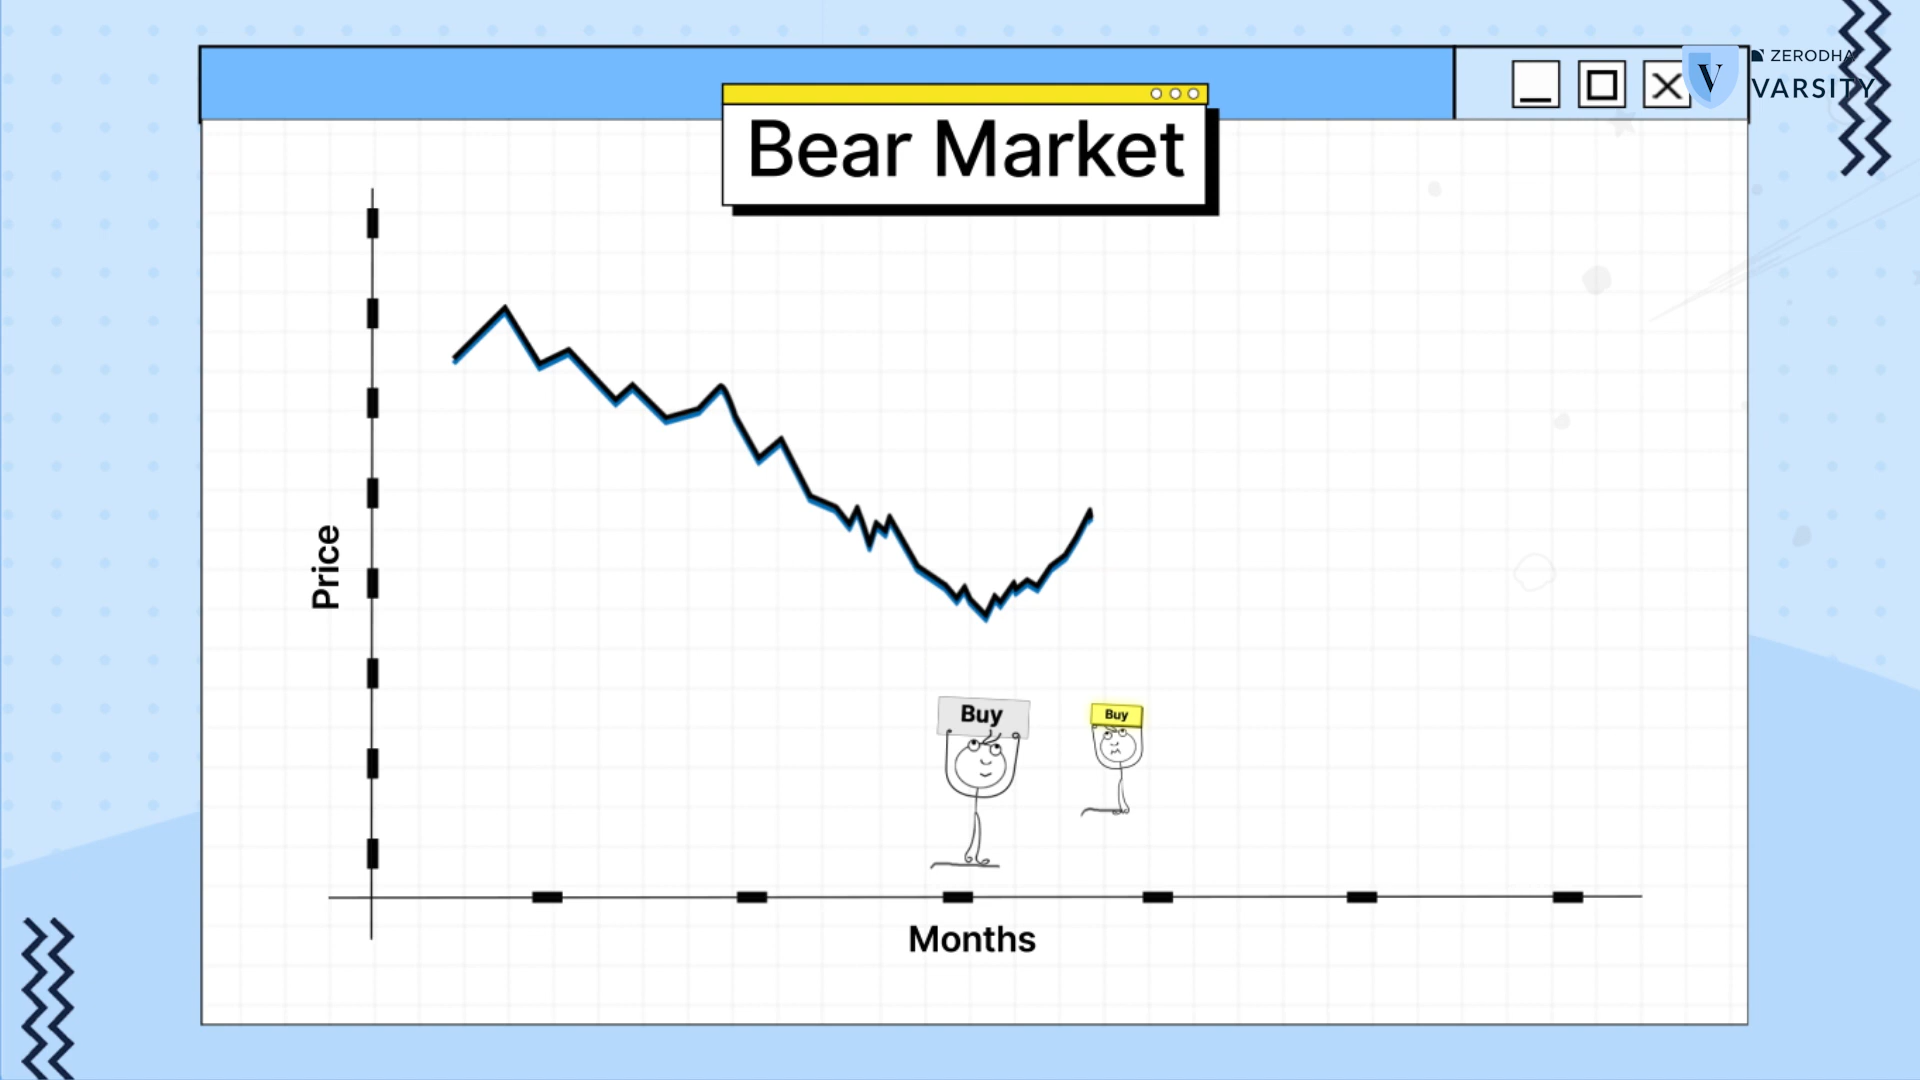 Bear Market
V
ZERODHA
VARSITY
Price
Buy
Buy
Months